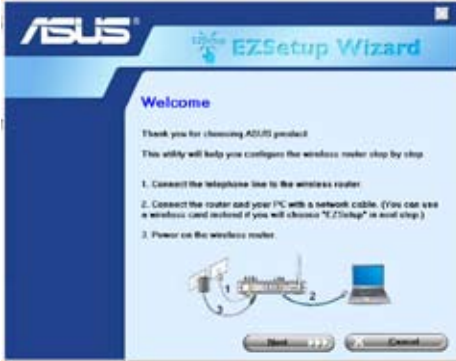 ASUS
EZSetup Wizard
Welcome
Thank you for choosing ASUS product
This utility will help you configure the wireless router step by step.
1. Connect the telephone line to the wireless router.
2. Connect the router and your PC with a network cable. (You can use
a wireless card instead if you will choose "EZSetup" in next step.)
3. Power on the wireless router.
1
2
3
Next
Cancel